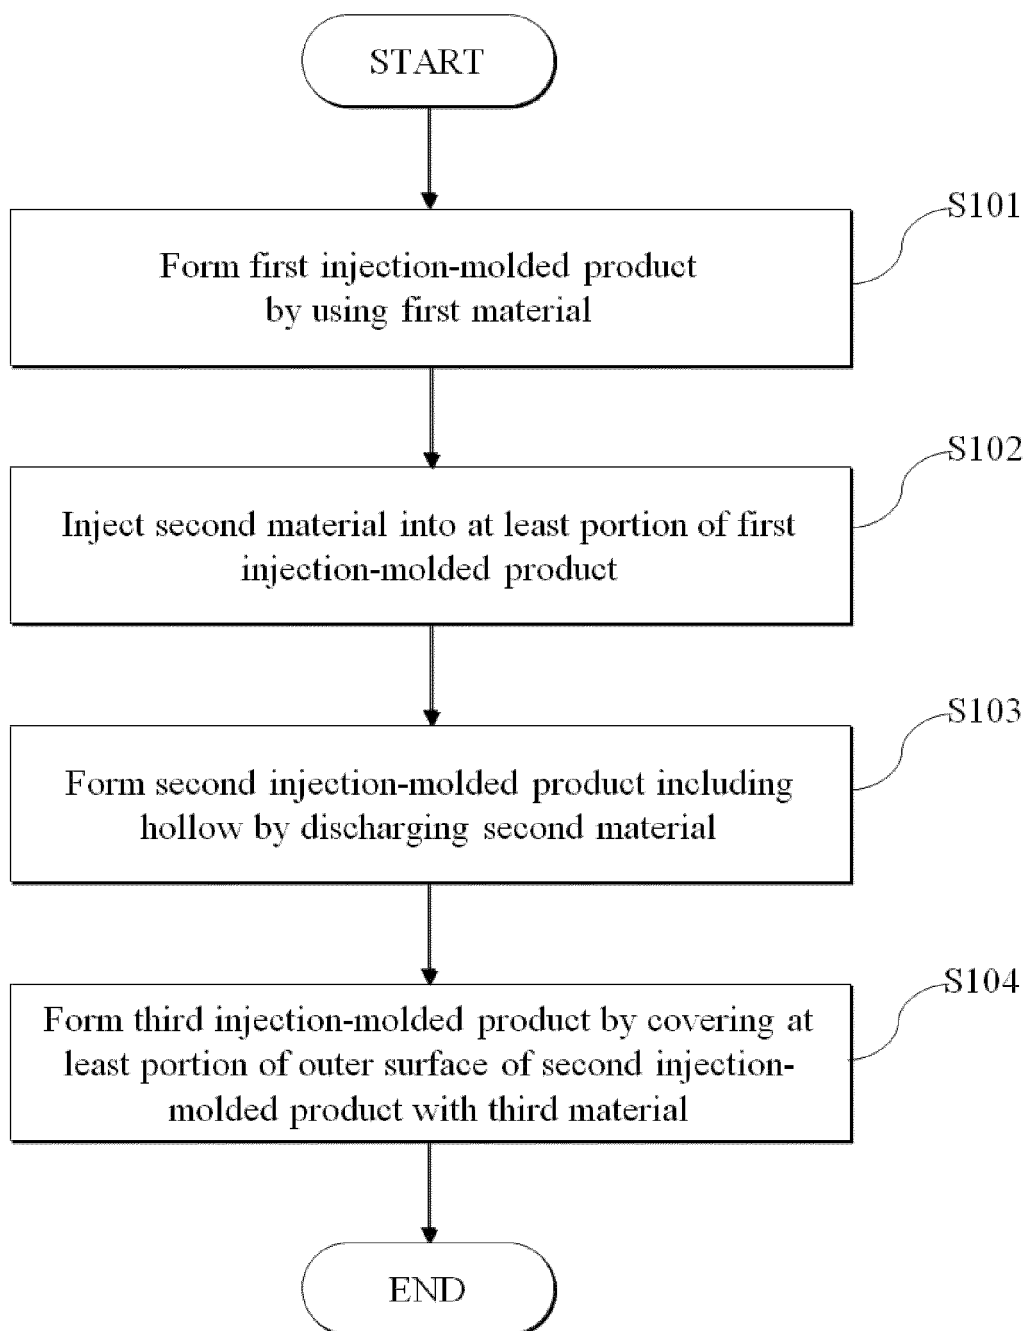 START
S101
Form first injection-molded product
by using first material
S102
Inject second material into at least portion of first
injection-molded product
S103
Form second injection-molded product including
hollow by discharging second material
S104
Form third injection-molded product by covering at
least portion of outer surface of second injection-
molded product with third material
END